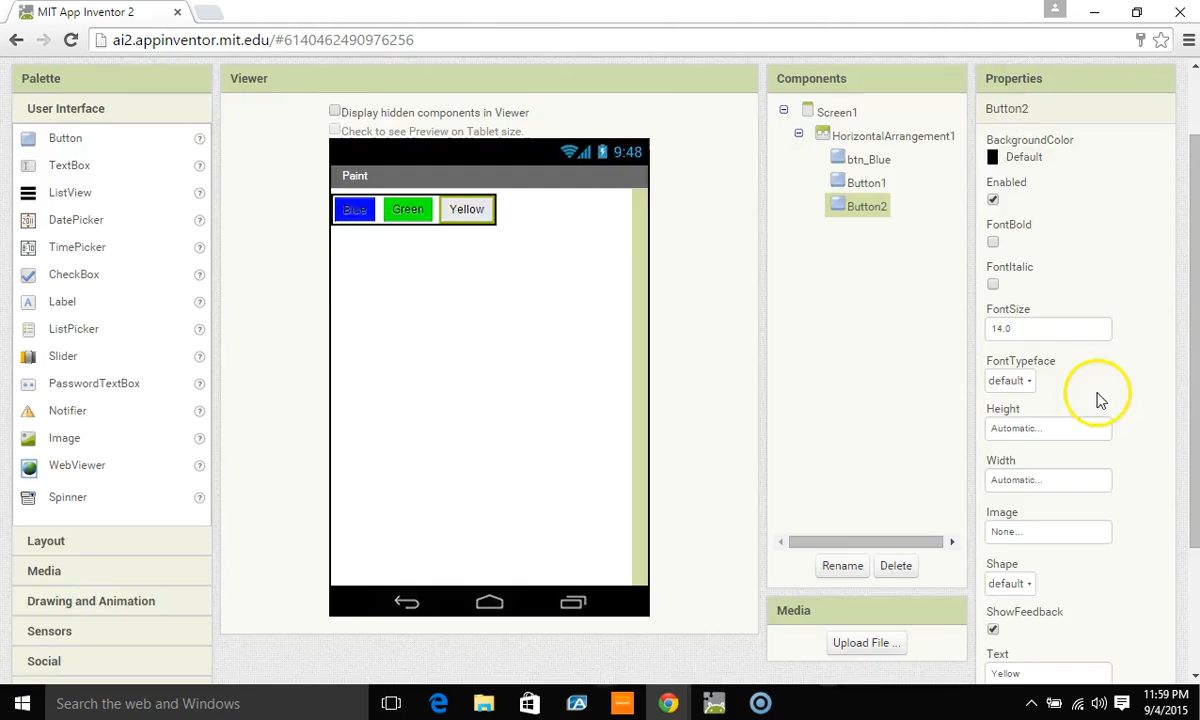 MIT App Inventor 2
ai2.appinventor.mit.edu/#6140462490976256
Palette
User Interface
Button
TextBox
ListView
DatePicker
TimePicker
CheckBox
Label
ListPicker
Slider
PasswordTextBox
Notifier
Image
WebViewer
Spinner
Layout
Media
Drawing and Animation
Sensors
Social
Viewer
Display hidden components in Viewer
Check to see Preview on Tablet size.
9:48
Paint
Blue Green Yellow
Components
Screen1
HorizontalArrangement1
btn_Blue
Button1
Button2
Rename Delete
Media
Upload File ...
Properties
Button2
BackgroundColor
Default
Enabled
FontBold
FontItalic
FontSize
14.0
FontTypeface
default
Height
Automatic...
Width
Automatic...
Image
None...
Shape
default
ShowFeedback
Text
Yellow
Search the web and Windows
11:59 PM
9/4/2015